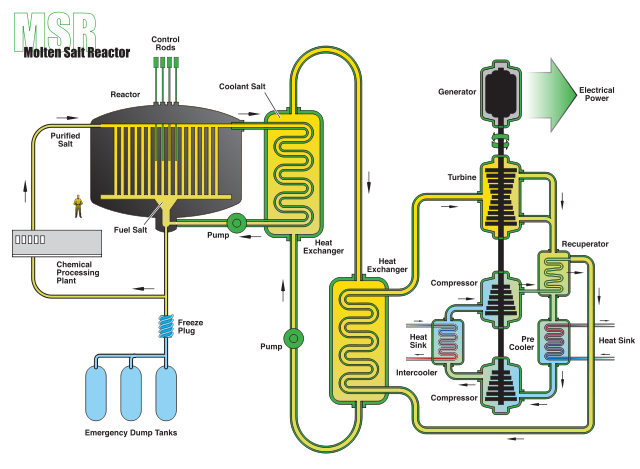 MSR
Molten Salt Reactor
Control
Rods
Reactor
Coolant Salt
Generator
Electrical
Power
Purified
Salt
Turbine
Fuel Salt
Pump
Heat
Exchanger
Recuperator
Chemical
Processing
Plant
Heat
Exchanger
Compressor
Freeze
Plug
Pump
Heat
Sink
Pre
Cooler
Heat Sink
Intercooler
Compressor
Emergency Dump Tanks